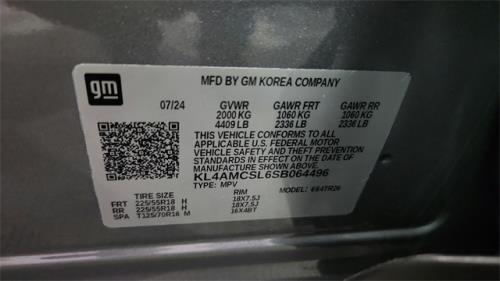 gm
MFD BY GM KOREA COMPANY
07/24 GVWR GAWR FRT GAWR RR
2000 KG 1060 KG 1060 KG
4409 LB 2336 LB 2336 LB
THIS VEHICLE CONFORMS TO ALL
APPLICABLE U.S. FEDERAL MOTOR
VEHICLE SAFETY AND THEFT PREVENTION
STANDARDS IN EFFECT ON THE DATE OF
MANUFACTURE SHOWN ABOVE.
KL4AMCSL6SB064496
TYPE: MPV MODEL:
TIRE SIZE RIM
FRT 225/55R18 H 18X7.5J
RR 225/55R18 H 18X7.5J
SPA T125/70R16 M 16X4BT